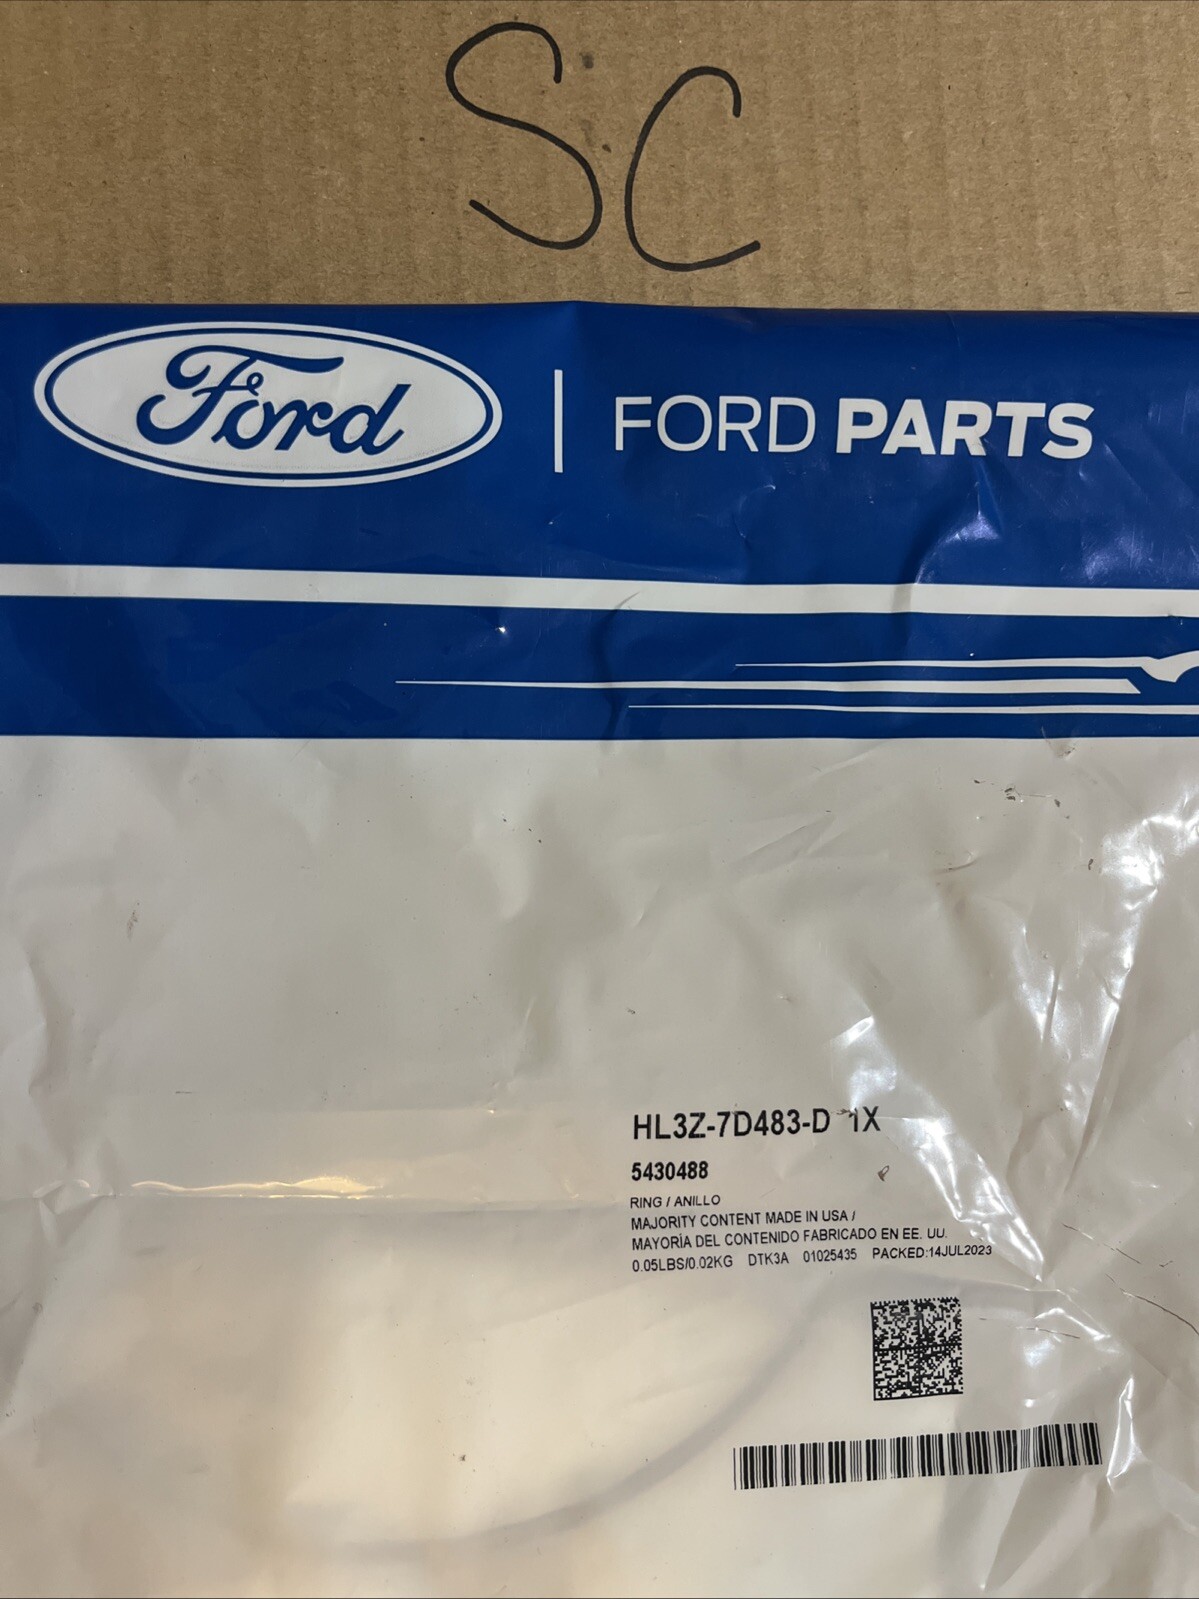 SC
Ford | FORD PARTS
HL3Z-7D483-D 1X
5430488
RING / ANILLO
MAJORITY CONTENT MADE IN USA /
MAYORÍA DEL CONTENIDO FABRICADO EN EE. UU.
0.05LBS/0.02KG DTK3A 01025435 PACKED:14JUL2023